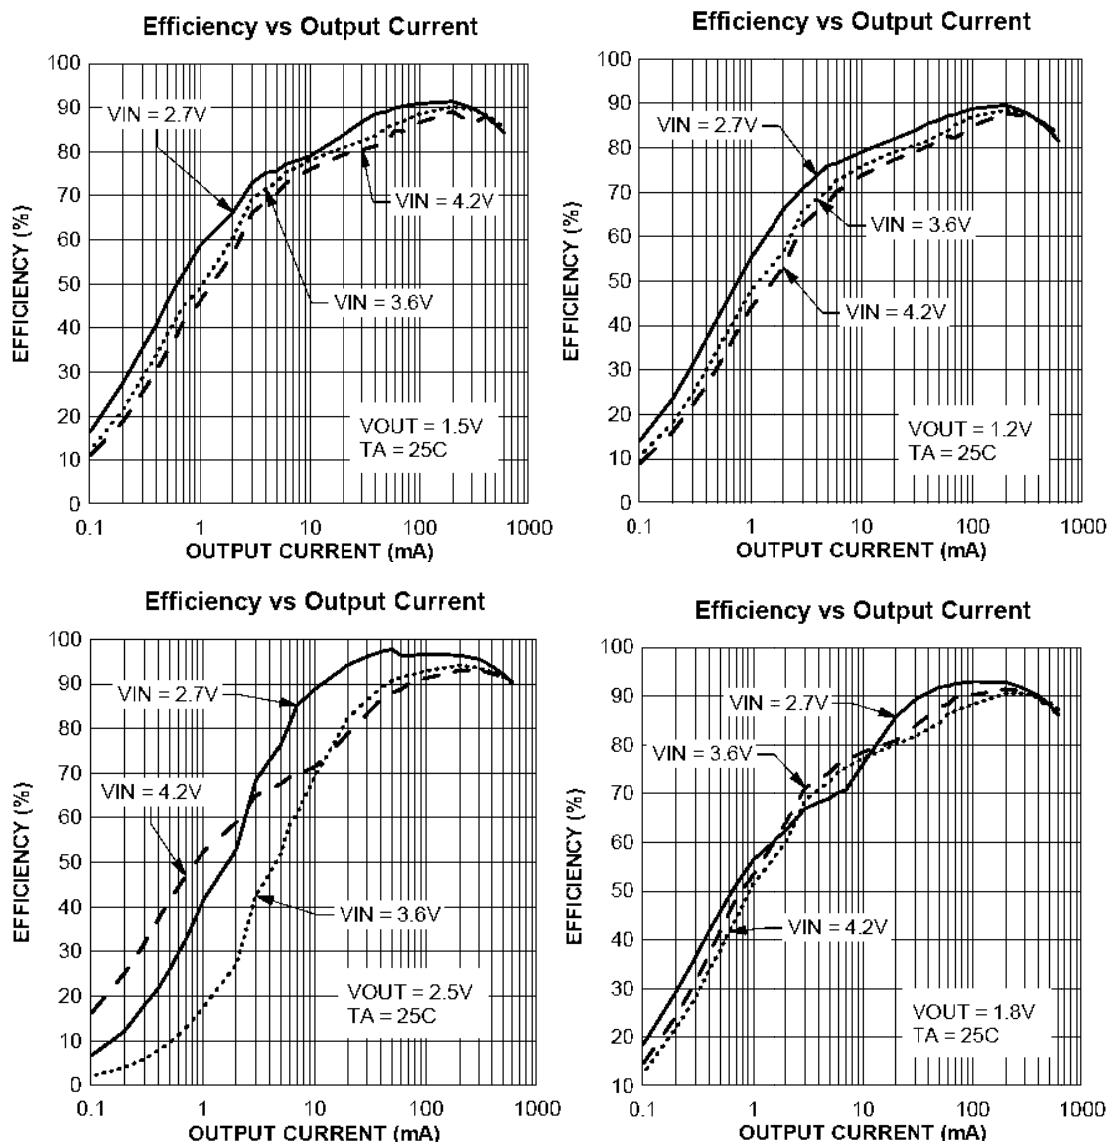 Efficiency vs Output Current
EFFICIENCY (%)
100
90
80
70
60
50
40
30
20
10
0
VIN = 2.7V
VIN = 4.2V
VIN = 3.6V
VOUT = 1.5V
TA = 25C
0.1 1 10 100 1000
OUTPUT CURRENT (mA)
Efficiency vs Output Current
EFFICIENCY (%)
100
90
80
70
60
50
40
30
20
10
0
VIN = 2.7V
VIN = 3.6V
VIN = 4.2V
VOUT = 1.2V
TA = 25C
0.1 1 10 100 1000
OUTPUT CURRENT (mA)
Efficiency vs Output Current
EFFICIENCY (%)
100
90
80
70
60
50
40
30
20
10
0
VIN = 2.7V
VIN = 4.2V
VIN = 3.6V
VOUT = 2.5V
TA = 25C
0.1 1 10 100 1000
OUTPUT CURRENT (mA)
Efficiency vs Output Current
EFFICIENCY (%)
100
90
80
70
60
50
40
30
20
10
VIN = 2.7V
VIN = 3.6V
VIN = 4.2V
VOUT = 1.8V
TA = 25C
0.1 1 10 100 1000
OUTPUT CURRENT (mA)